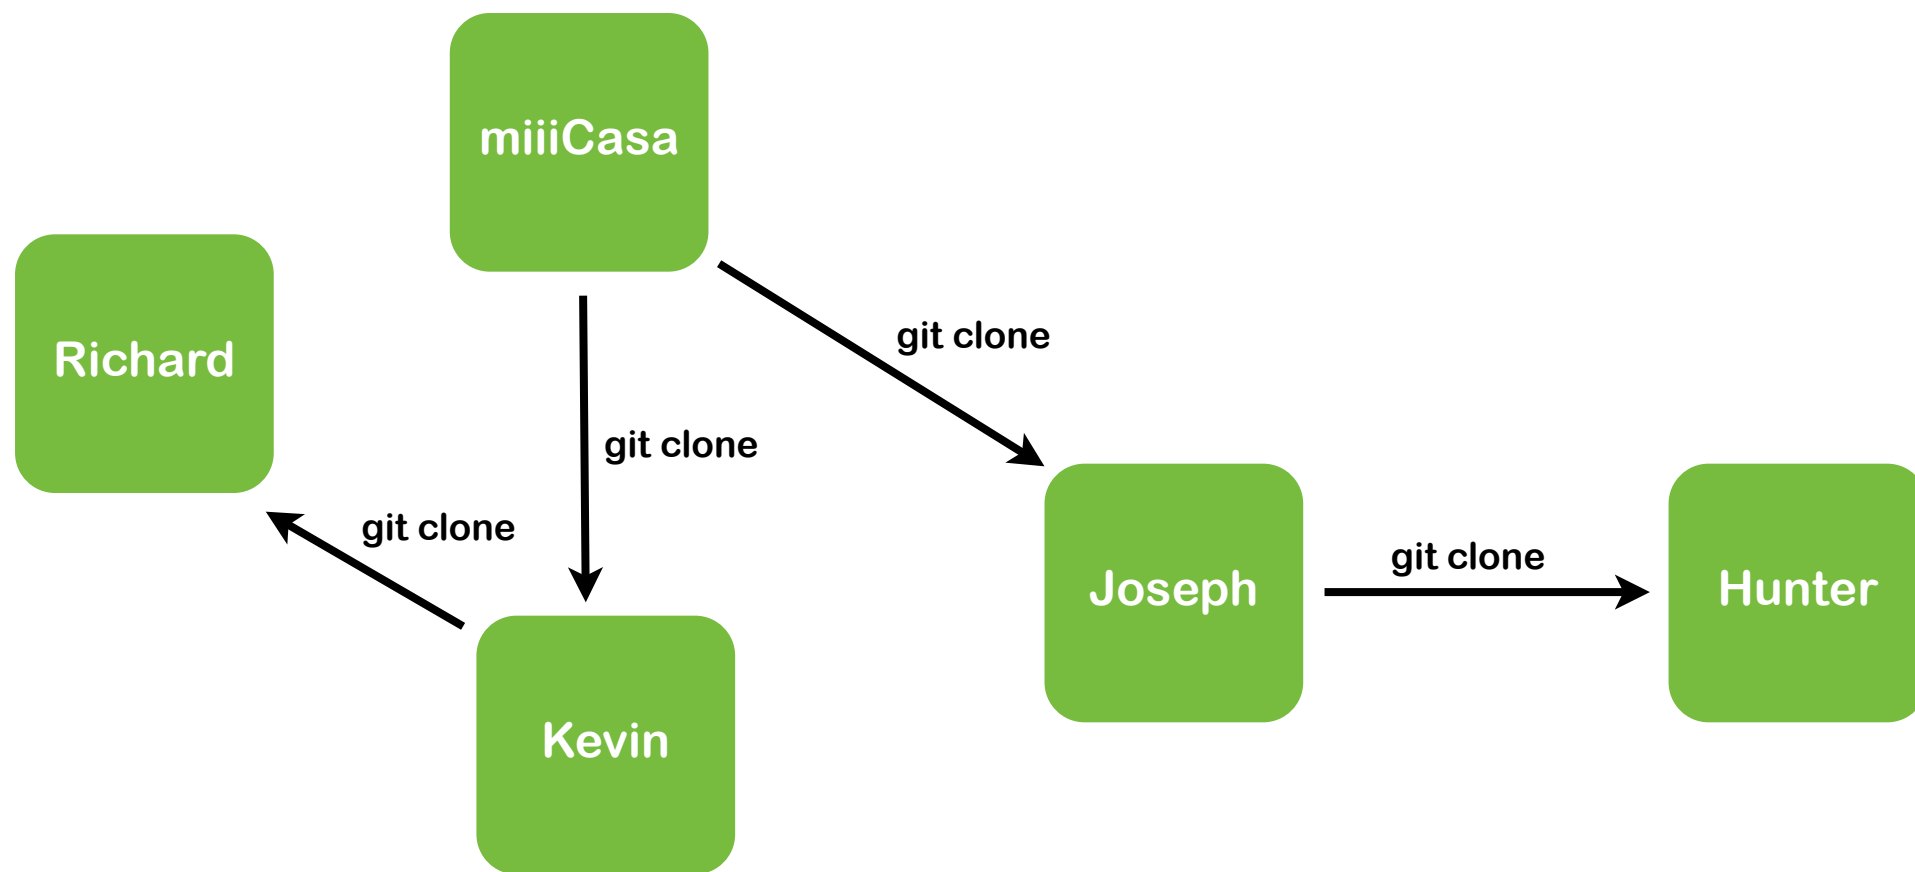 miiiCasa
Richard
git clone
git clone
git clone
git clone
Joseph
Hunter
Kevin